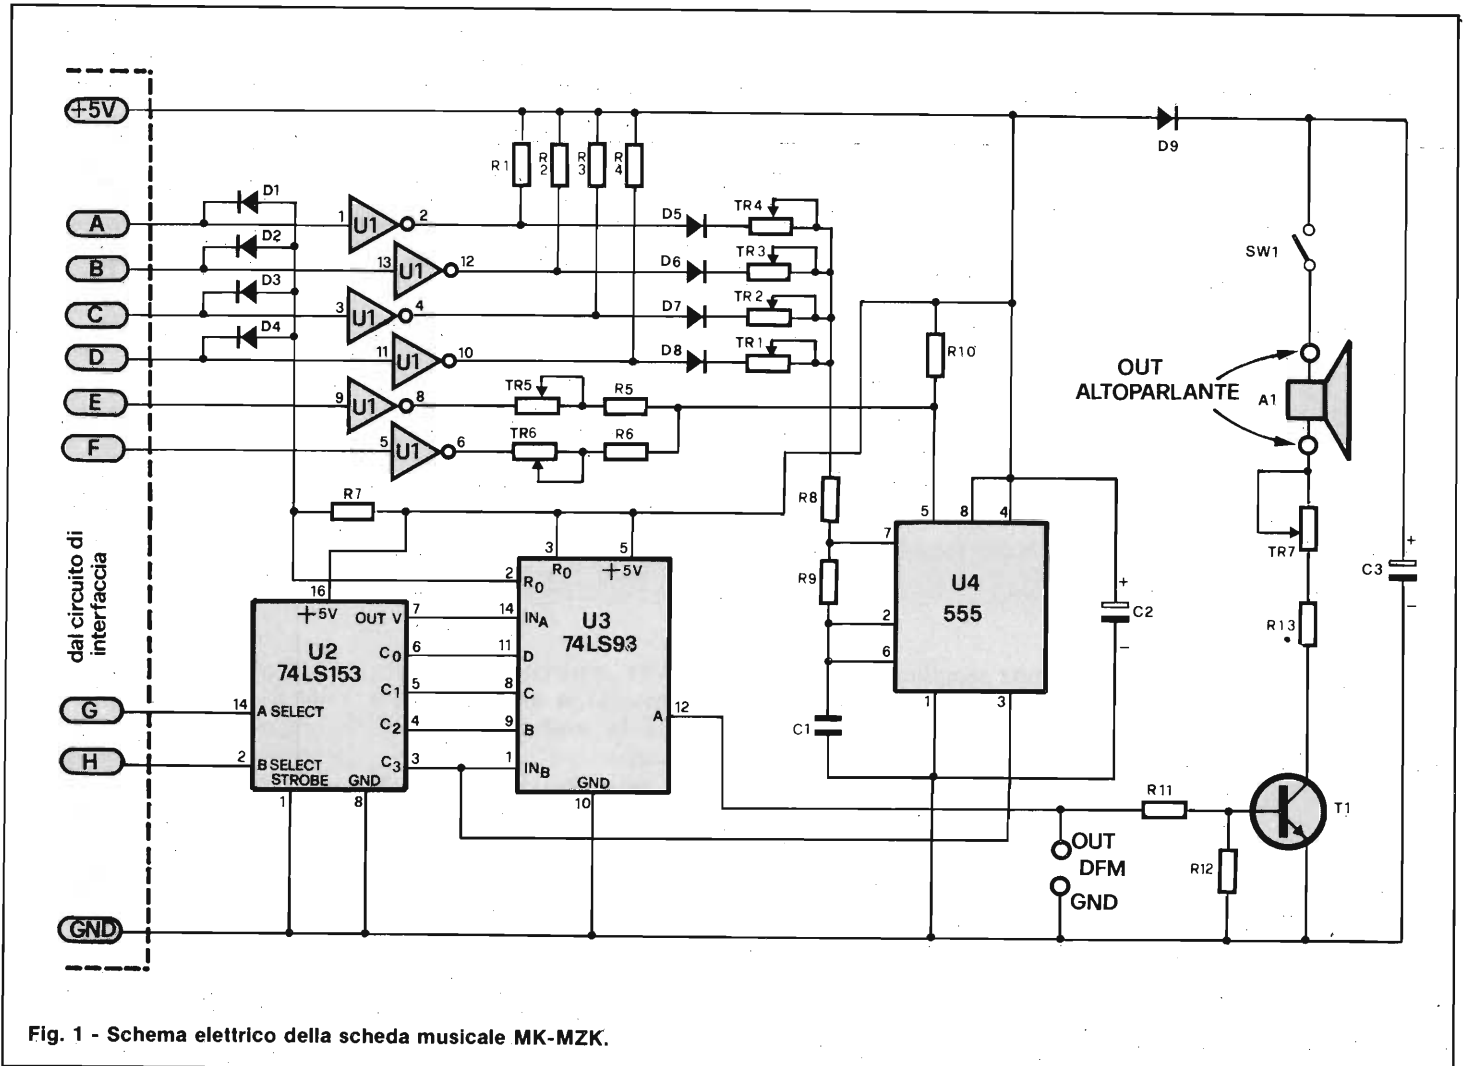 +5V
D9
R1
R2
R3
R4
D1
A
1
U1
2
D5
TR4
D2
B
13
U1
12
D6
TR3
SW1
D3
C
3
U1
4
D7
TR2
D4
D
11
U1
10
D8
TR1
R10
OUT
ALTOPARLANTE
A1
E
9
U1
8
TR5
R5
F
5
U1
6
TR6
R6
R7
R8
5
8
4
7
TR7
dal circuito di
interfaccia
3
5
R0
+5V
2
R0
R9
U4
555
+
C2
−
+
C3
−
16
+5V
OUT V
7
14
INA
U3
74LS93
2
R13
U2
74LS153
C0
6
11
D
6
C1
5
8
C
1
3
G
14
A SELECT
C2
4
9
B
A
12
C1
H
2
B SELECT
C3
3
1
INB
STROBE
GND
GND
1
8
10
R11
T1
OUT
DFM
R12
GND
GND
Fig. 1 - Schema elettrico della scheda musicale MK-MZK.